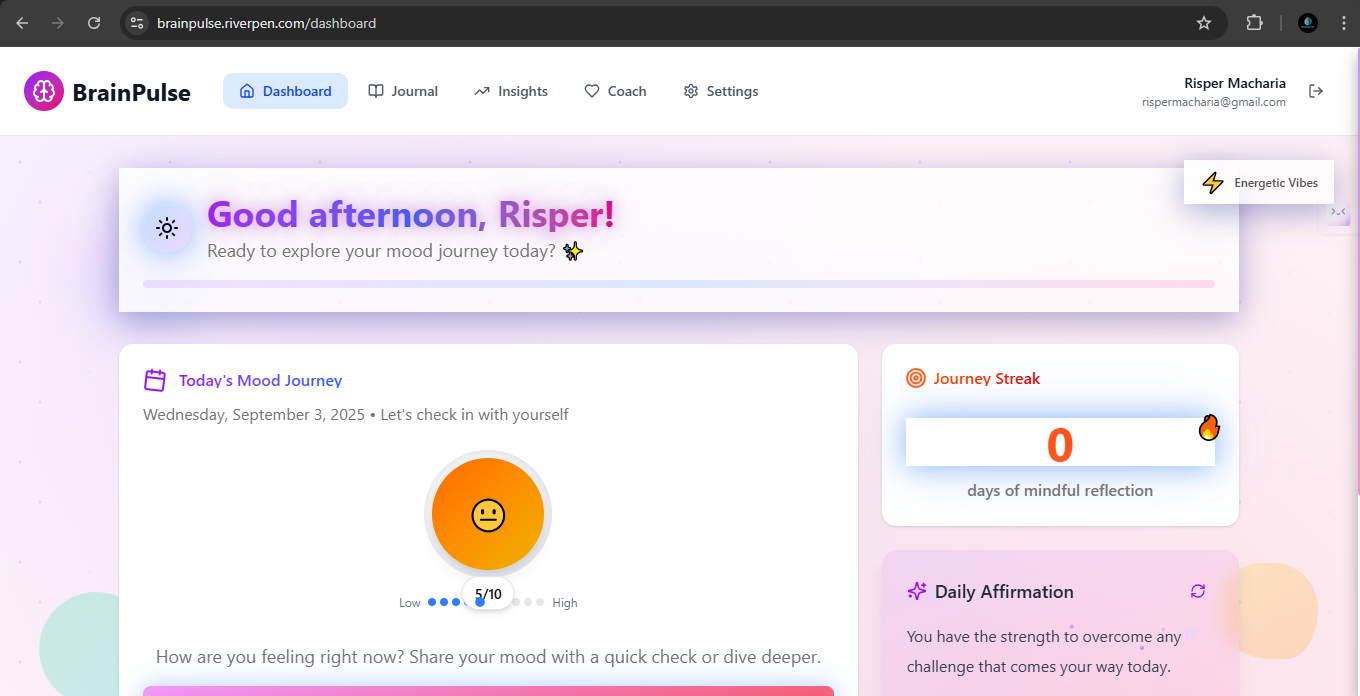 brainpulse.riverpen.com/dashboard
BrainPulse
Dashboard
Journal
Insights
Coach
Settings
Risper Macharia
rispermacharia@gmail.com
Energetic Vibes
Good afternoon, Risper!
Ready to explore your mood journey today?
Today's Mood Journey
Wednesday, September 3, 2025 • Let's check in with yourself
5/10
Low
High
How are you feeling right now? Share your mood with a quick check or dive deeper.
Journey Streak
0
days of mindful reflection
Daily Affirmation
You have the strength to overcome any
challenge that comes your way today.